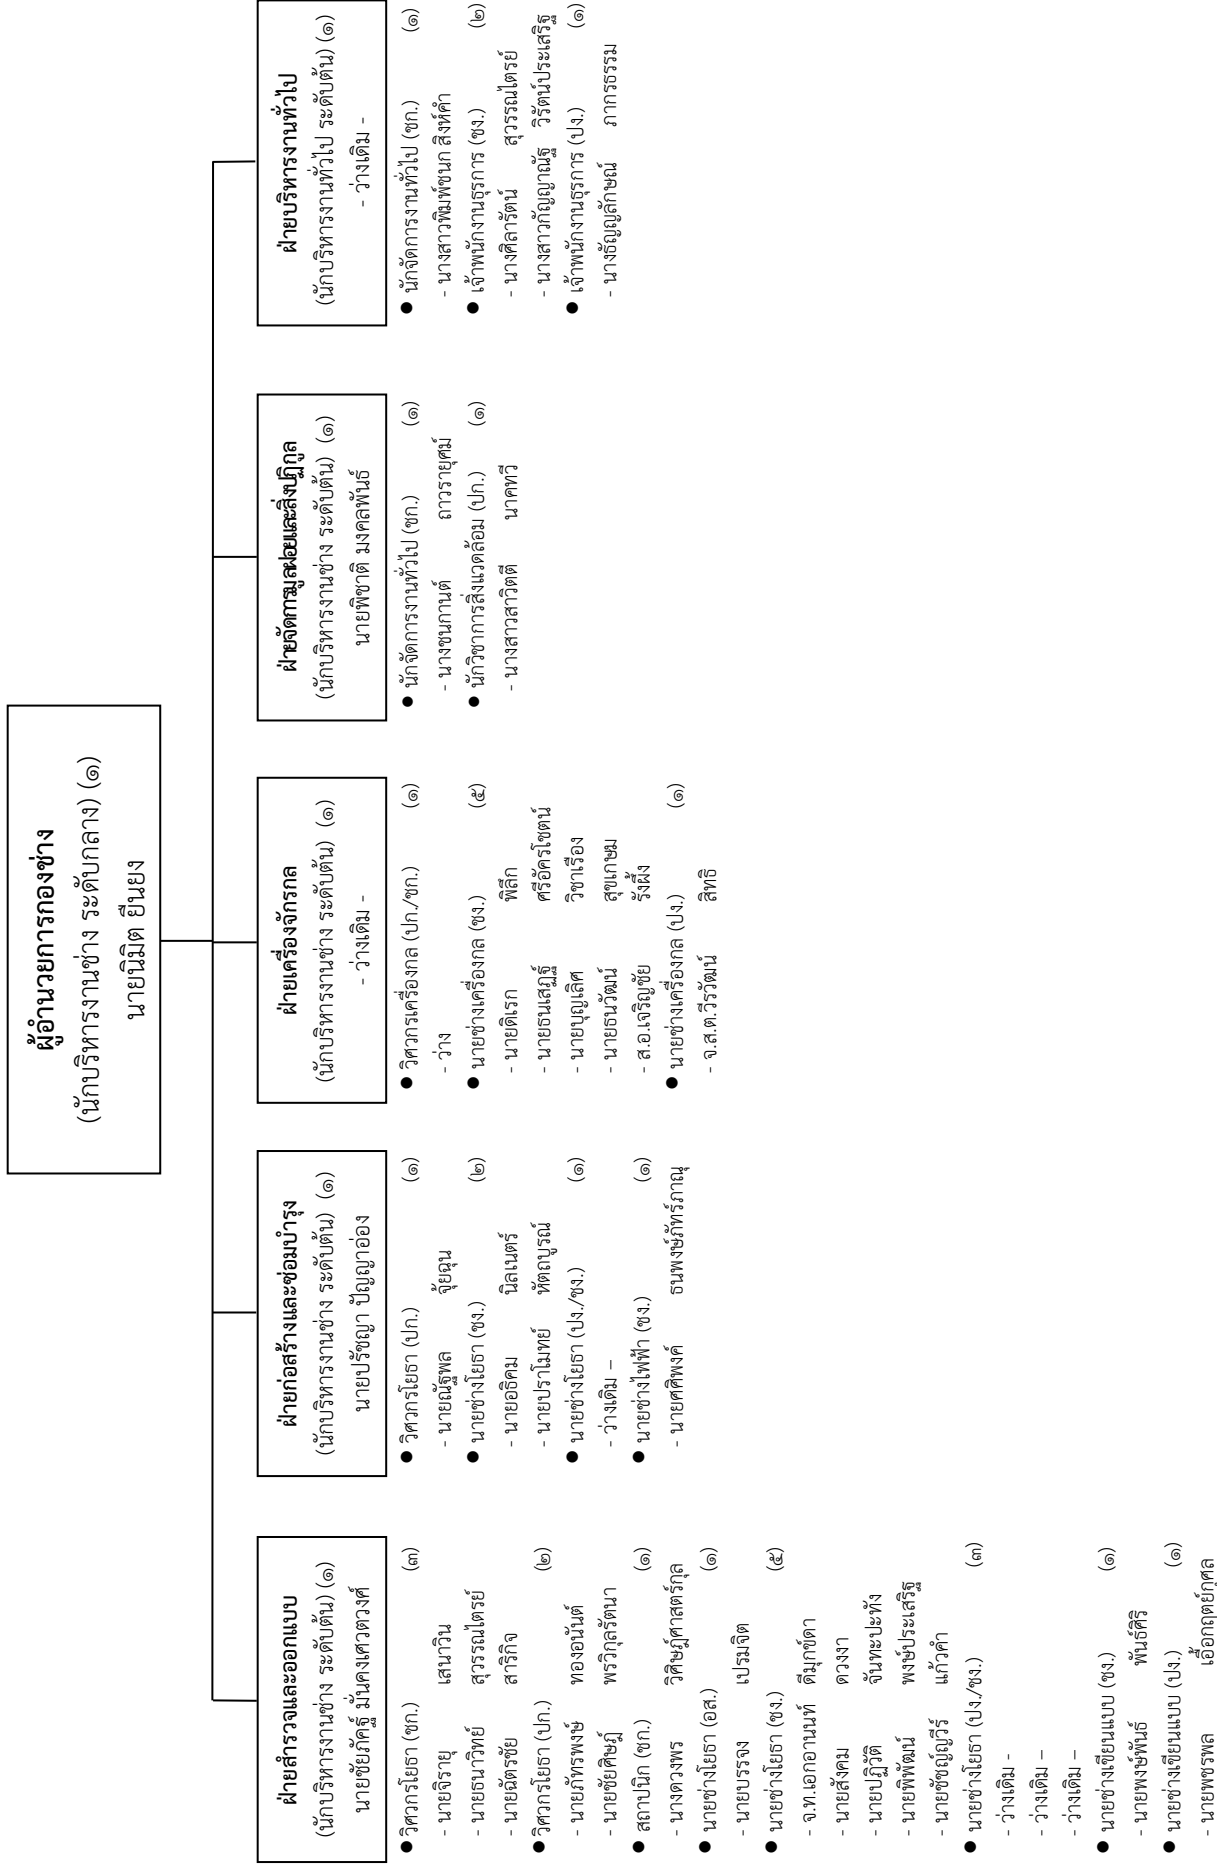 ผู้อำนวยการกองช่าง
(นักบริหารงานช่าง ระดับกลาง) (๑)
นายนิมิต ยืนยง
ฝ่ายสำรวจและออกแบบ
(นักบริหารงานช่าง ระดับต้น) (๑)
นายชัยภัคฐ์ มั่นคงเศวตวงศ์
● วิศวกรโยธา (ชก.) (๓)
- นายจิรายุ เสนาวิน
- นายธนาวิทย์ สุวรรณไตรย์
- นายฉัตรชัย สาริกิจ
● วิศวกรโยธา (ปก.) (๒)
- นายภัทรพงษ์ ทองอนันต์
- นายชัยศิษฏ์ พรวิกุลรัตนา
● สถาปนิก (ชก.) (๑)
- นางดวงพร วิศิษฏ์ศาสตร์กุล
● นายช่างโยธา (อส.) (๑)
- นายบรรจง เปรมจิต
● นายช่างโยธา (ชง.) (๕)
- จ.ท.เอกอานนท์ ดีมุกข์ดา
- นายสังคม ดวงงา
- นายปฏิวัติ จันทะปะทัง
- นายพิพัฒน์ พงษ์ประเสริฐ
- นายชัชญ์ญวีร์ แก้วคำ
● นายช่างโยธา (ปง./ชง.) (๓)
- ว่างเดิม -
- ว่างเดิม –
- ว่างเดิม –
● นายช่างเขียนแบบ (ชง.) (๑)
- นายพงษ์พันธ์ พันธ์ศิริ
● นายช่างเขียนแบบ (ปง.) (๑)
- นายพชรพล เอื้อกฤตย์กุศล
ฝ่ายก่อสร้างและซ่อมบำรุง
(นักบริหารงานช่าง ระดับต้น) (๑)
นายปรัชญา ปัญญาอ่อง
● วิศวกรโยธา (ปก.) (๑)
- นายณัฐพล จุ้ยฉุน
● นายช่างโยธา (ชง.) (๒)
- นายอธิคม นิลเนตร์
- นายปราโมทย์ หัตถบูรณ์
● นายช่างโยธา (ปง./ชง.) (๑)
- ว่างเดิม –
● นายช่างไฟฟ้า (ชง.) (๑)
- นายศศิพงศ์ ธนพงษ์ภัทร์ภาณุ
ฝ่ายเครื่องจักรกล
(นักบริหารงานช่าง ระดับต้น) (๑)
- ว่างเดิม -
● วิศวกรเครื่องกล (ปก./ชก.) (๑)
- ว่าง
● นายช่างเครื่องกล (ชง.) (๕)
- นายดิเรก พิลึก
- นายธนเสฏฐ์ ศรีอัครโชตน์
- นายบุญเลิศ วิชาเรือง
- นายธนวัฒน์ สุขเกษม
- ส.อ.เจริญชัย รังผึ้ง
● นายช่างเครื่องกล (ปง.) (๑)
- จ.ส.ต.วีรวัฒน์ สิทธิ
ฝ่ายจัดการมูลฝอยและสิ่งปฏิกูล
(นักบริหารงานช่าง ระดับต้น) (๑)
นายพิชาติ มงคลพันธ์
● นักจัดการงานทั่วไป (ชก.) (๑)
- นางชนกานต์ ถาวรายุศม์
● นักวิชาการสิ่งแวดล้อม (ปก.) (๑)
- นางสาวสาวิตตี นาคทวี
ฝ่ายบริหารงานทั่วไป
(นักบริหารงานทั่วไป ระดับต้น) (๑)
- ว่างเดิม -
● นักจัดการงานทั่วไป (ชก.) (๑)
- นางสาวพิมพ์ชนก สิงห์คำ
● เจ้าพนักงานธุรการ (ชง.) (๒)
- นางศิลารัตน์ สุวรรณไตรย์
- นางสาวกัญญาณัฐ วิรัตน์ประเสริฐ
● เจ้าพนักงานธุรการ (ปง.) (๑)
- นางธัญญลักษณ์ ภากรธรรม